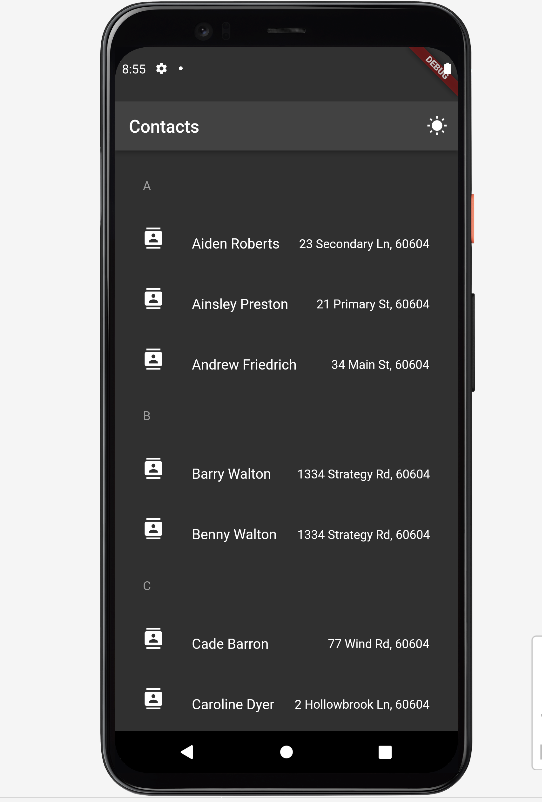 8:55
DEBUG
Contacts
A
Aiden Roberts 23 Secondary Ln, 60604
Ainsley Preston 21 Primary St, 60604
Andrew Friedrich 34 Main St, 60604
B
Barry Walton 1334 Strategy Rd, 60604
Benny Walton 1334 Strategy Rd, 60604
C
Cade Barron 77 Wind Rd, 60604
Caroline Dyer 2 Hollowbrook Ln, 60604